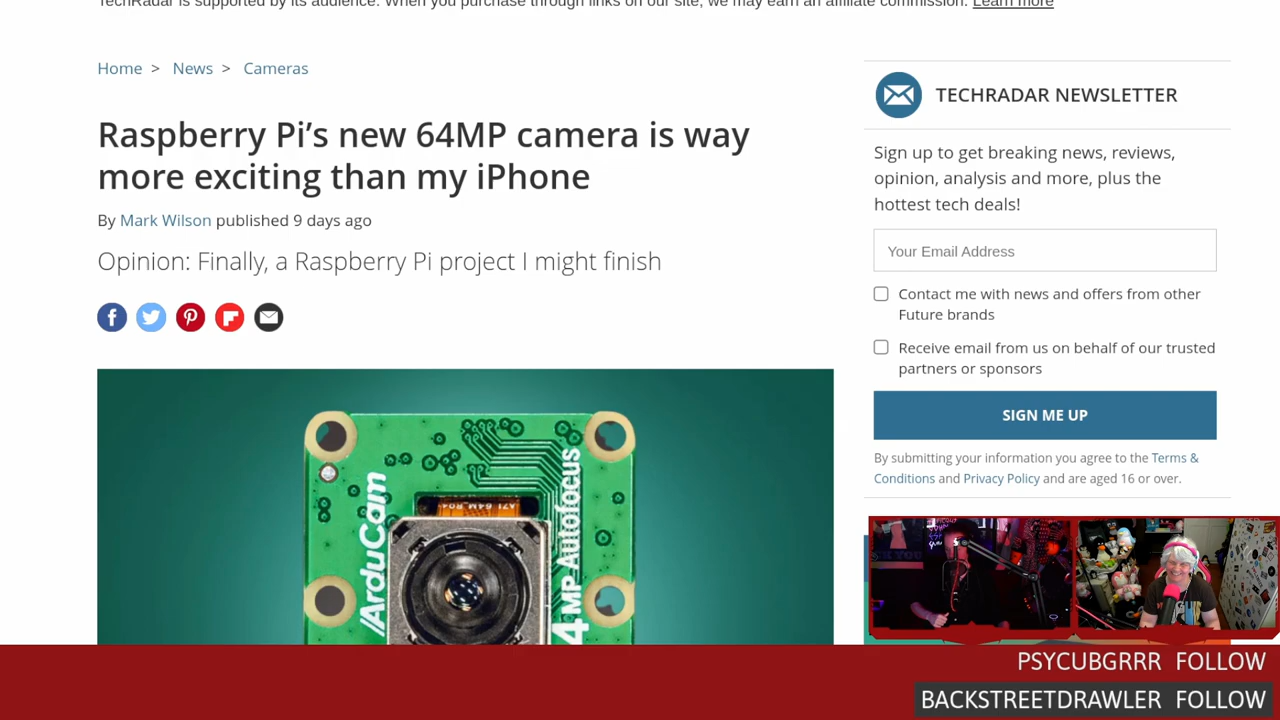 TechRadar is supported by its audience. When you purchase through links on our site, we may earn an affiliate commission. Learn more
Home > News > Cameras
Raspberry Pi’s new 64MP camera is way
more exciting than my iPhone
By Mark Wilson published 9 days ago
Opinion: Finally, a Raspberry Pi project I might finish
ArduCam
A7I 64M_R04
4MP Autofocus
TECHRADAR NEWSLETTER
Sign up to get breaking news, reviews,
opinion, analysis and more, plus the
hottest tech deals!
Your Email Address
Contact me with news and offers from other
Future brands
Receive email from us on behalf of our trusted
partners or sponsors
SIGN ME UP
By submitting your information you agree to the Terms &
Conditions and Privacy Policy and are aged 16 or over.
PSYCUBGRRR FOLLOW
BACKSTREETDRAWLER FOLLOW